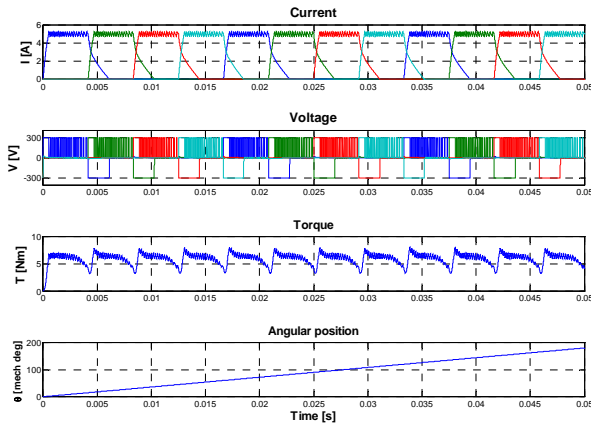 Current
I [A]
6
4
2
0
0 0.005 0.01 0.015 0.02 0.025 0.03 0.035 0.04 0.045 0.05
Voltage
V [V]
300
0
-300
0 0.005 0.01 0.015 0.02 0.025 0.03 0.035 0.04 0.045 0.05
Torque
T [Nm]
10
5
0
0 0.005 0.01 0.015 0.02 0.025 0.03 0.035 0.04 0.045 0.05
Angular position
θ [mech deg]
200
100
0
0 0.005 0.01 0.015 0.02 0.025 0.03 0.035 0.04 0.045 0.05
Time [s]